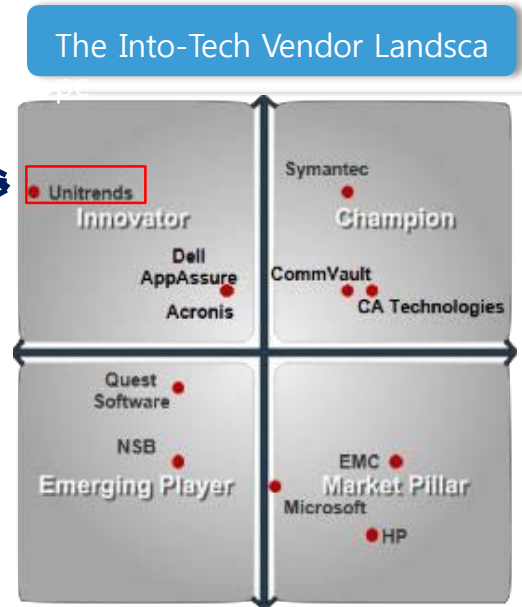 The Into-Tech Vendor Landsca
pe
Symantec
Unitrends
Innovator
Champion
Dell
AppAssure
CommVault
Acronis
CA Technologies
Quest
Software
NSB
EMC
Emerging Player
Market Pillar
Microsoft
HP